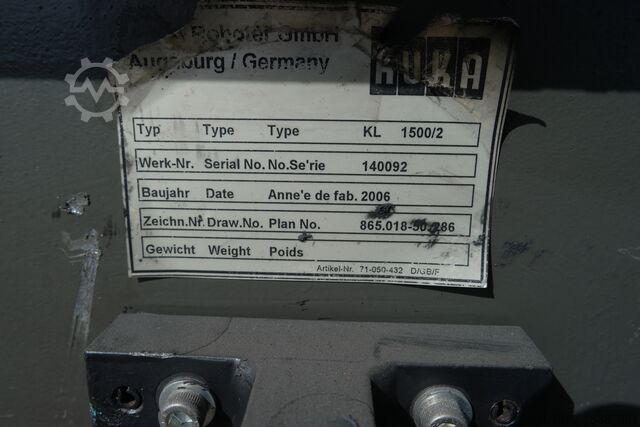 Roboter GmbH
Augsburg / Germany
KUKA
Typ Type Type KL 1500/2
Werk-Nr. Serial No. No.Se'rie 140092
Baujahr Date Anne'e de fab. 2006
Zeichn.Nr. Draw.No. Plan No. 865.018-50.286
Gewicht Weight Poids
Artikel-Nr. 71-050-432 D/GB/F